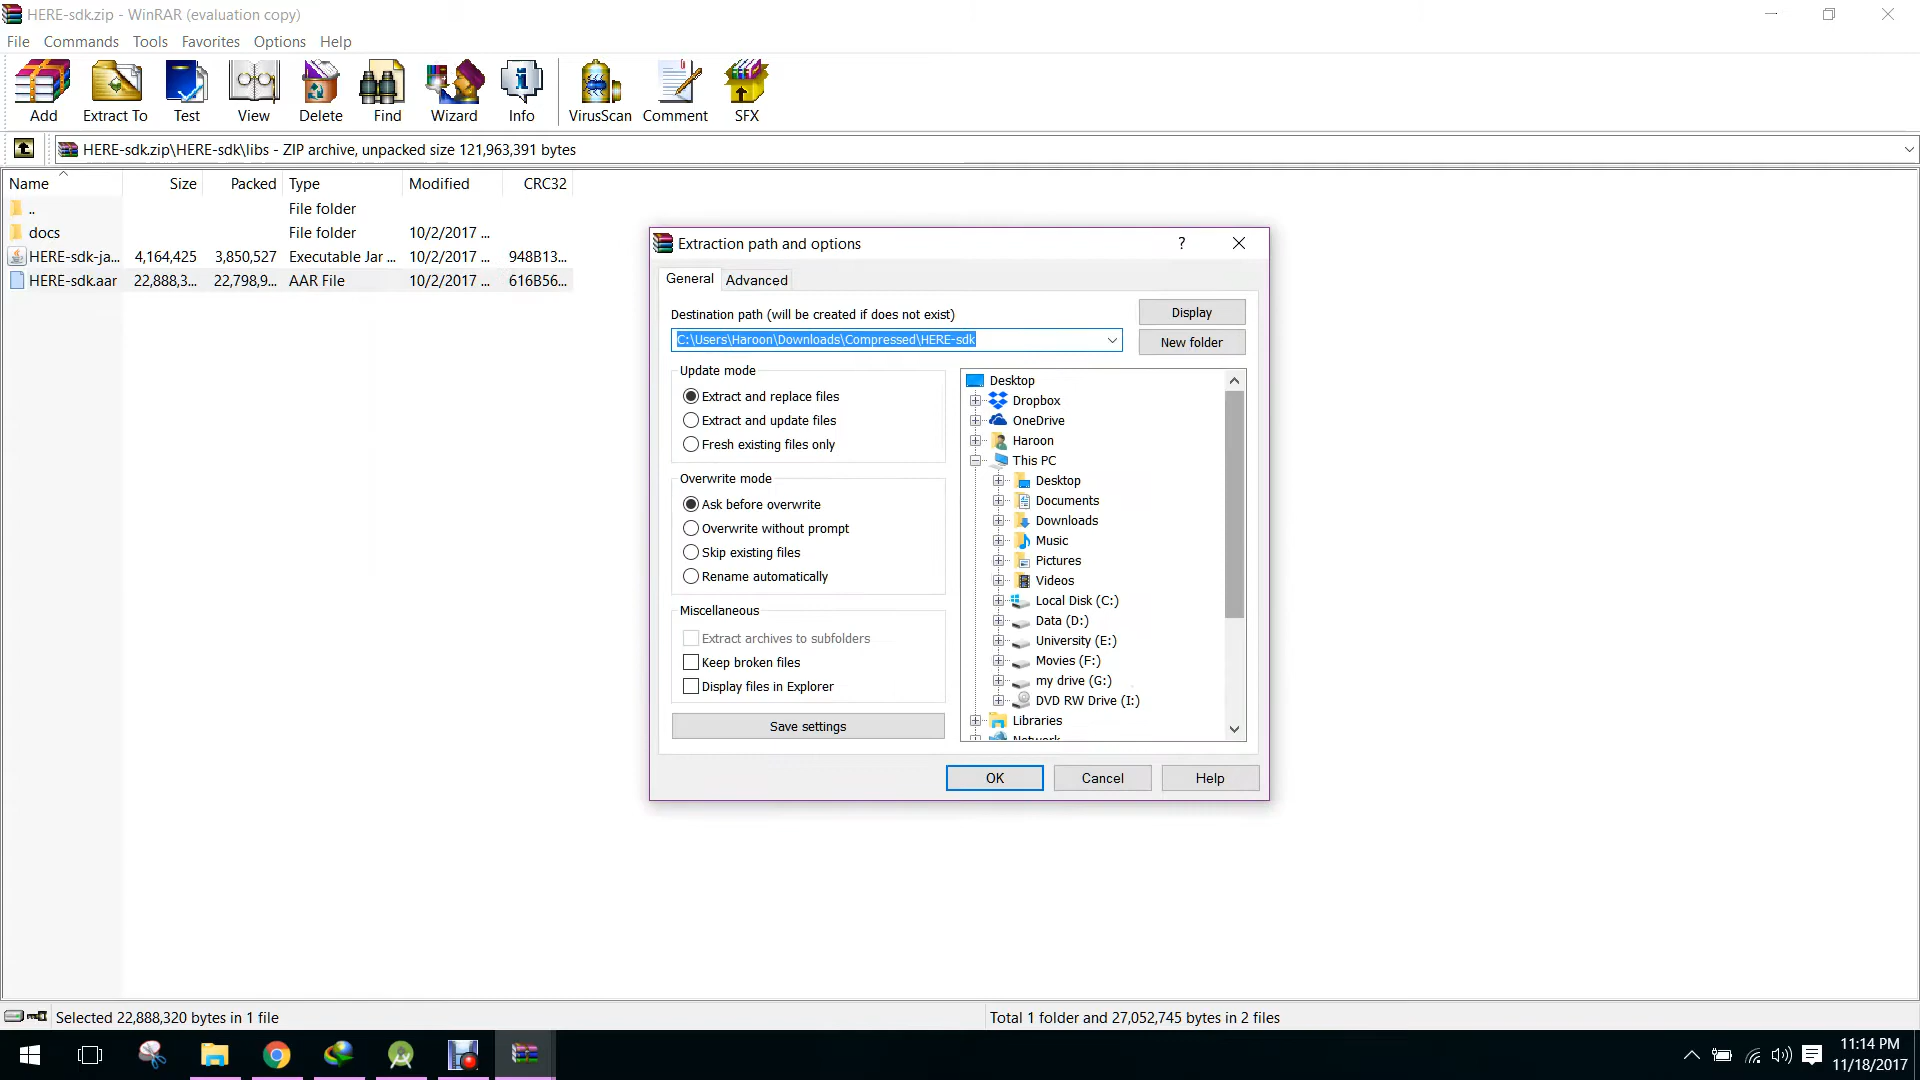 HERE-sdk.zip - WinRAR (evaluation copy)
File Commands Tools Favorites Options Help
Add Extract To Test View Delete Find Wizard Info VirusScan Comment SFX
HERE-sdk.zip\HERE-sdk\libs - ZIP archive, unpacked size 121,963,391 bytes
Name Size Packed Type Modified CRC32
.. File folder
docs File folder 10/2/2017 ...
HERE-sdk-ja... 4,164,425 3,850,527 Executable Jar ... 10/2/2017 ... 948B13...
HERE-sdk.aar 22,888,3... 22,798,9... AAR File 10/2/2017 ... 616B56...
Extraction path and options ?
General Advanced
Destination path (will be created if does not exist)
C:\Users\Haroon\Downloads\Compressed\HERE-sdk
Display
New folder
Update mode
Extract and replace files
Extract and update files
Fresh existing files only
Overwrite mode
Ask before overwrite
Overwrite without prompt
Skip existing files
Rename automatically
Miscellaneous
Extract archives to subfolders
Keep broken files
Display files in Explorer
Save settings
Desktop
Dropbox
OneDrive
Haroon
This PC
Desktop
Documents
Downloads
Music
Pictures
Videos
Local Disk (C:)
Data (D:)
University (E:)
Movies (F:)
my drive (G:)
DVD RW Drive (I:)
Libraries
Network
OK Cancel Help
Selected 22,888,320 bytes in 1 file
Total 1 folder and 27,052,745 bytes in 2 files
11:14 PM
11/18/2017